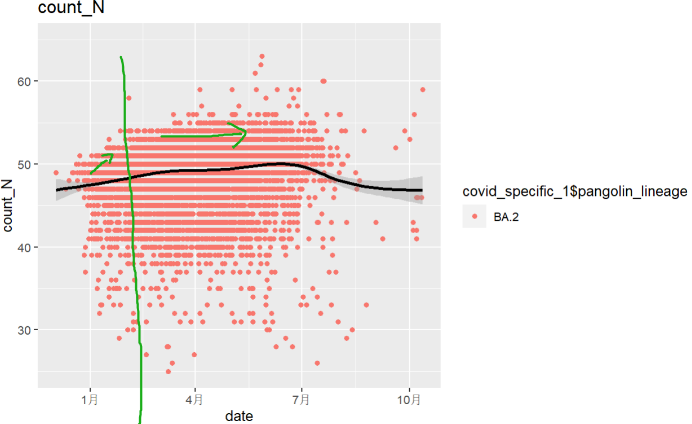 count_N
60
50
40
30
count_N
1月
4月
7月
10月
date
covid_specific_1$pangolin_lineage
BA.2